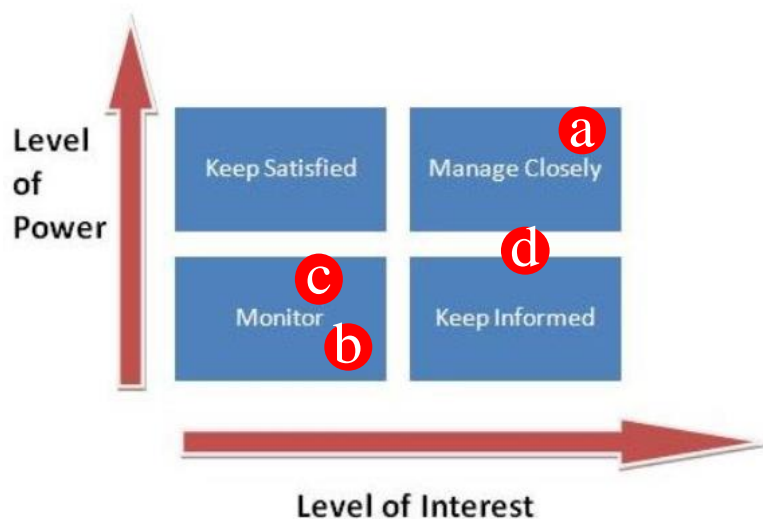 Level
of
Power
Keep Satisfied
Manage Closely
a
d
c
Monitor
b
Keep Informed
Level of Interest